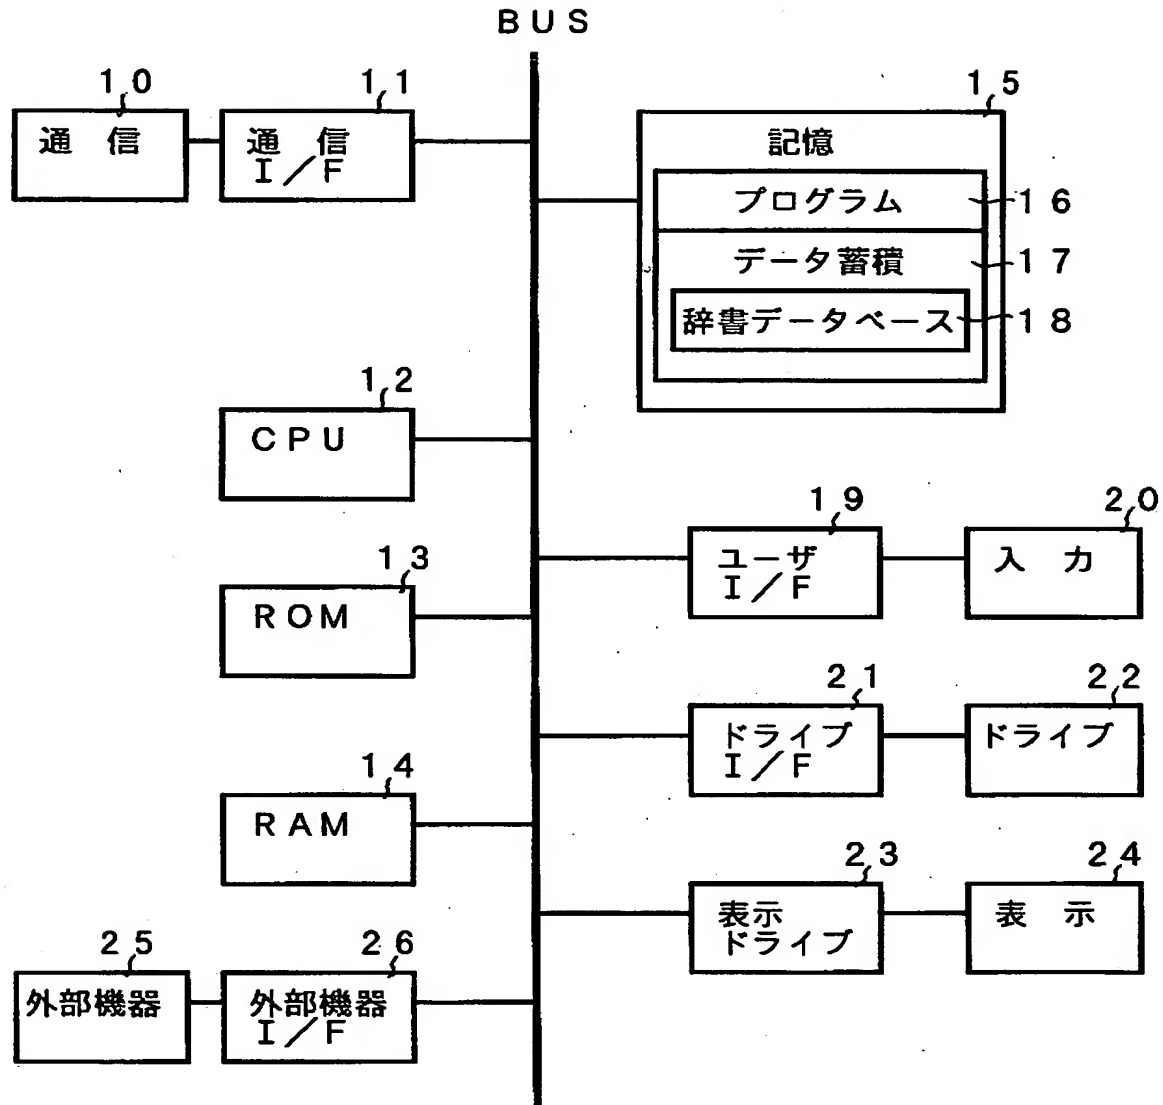 BUS
10
通信
11
通信
I/F
15
記憶
プログラム
16
データ蓄積
17
辞書データベース
18
12
CPU
13
ROM
14
RAM
19
ユーザ
I/F
20
入力
21
ドライブ
I/F
22
ドライブ
23
表示
ドライブ
24
表示
25
外部機器
26
外部機器
I/F